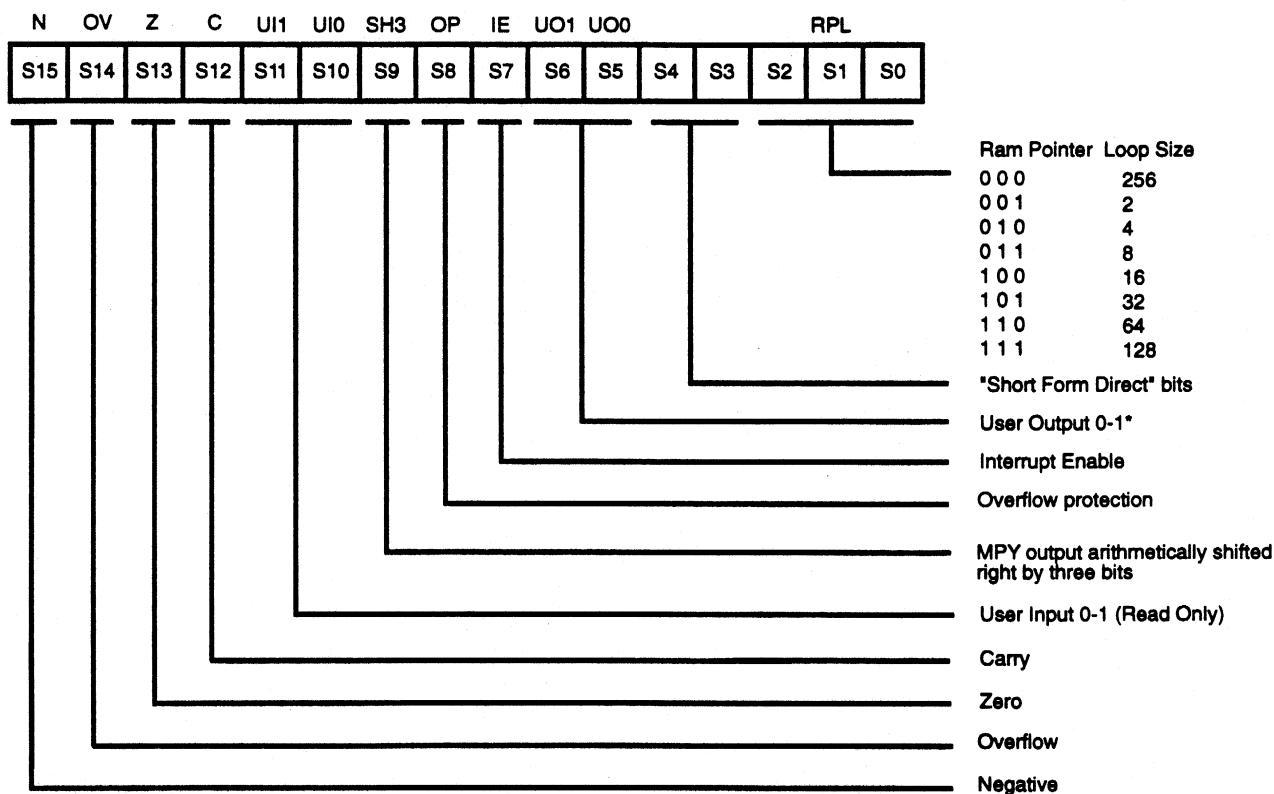 N OV Z C UI1 UI0 SH3 OP IE UO1 UO0 RPL
S15 S14 S13 S12 S11 S10 S9 S8 S7 S6 S5 S4 S3 S2 S1 S0
Ram Pointer Loop Size
0 0 0 256
0 0 1 2
0 1 0 4
0 1 1 8
1 0 0 16
1 0 1 32
1 1 0 64
1 1 1 128
"Short Form Direct" bits
User Output 0-1*
Interrupt Enable
Overflow protection
MPY output arithmetically shifted
right by three bits
User Input 0-1 (Read Only)
Carry
Zero
Overflow
Negative